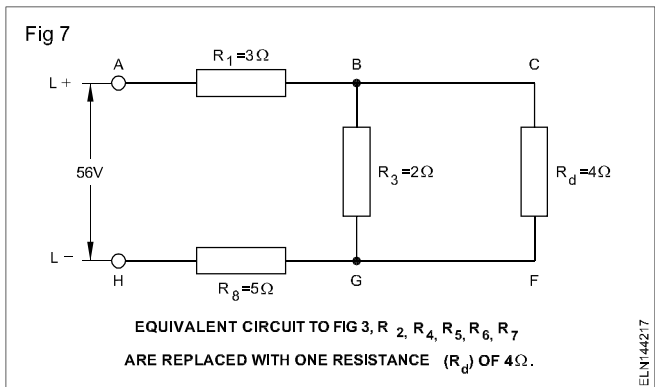 Fig 7
A
R1=3Ω
B
C
L+
56V
R3=2Ω
Rd=4Ω
L-
H
R8=5Ω
G
F
EQUIVALENT CIRCUIT TO FIG 3, R 2, R4, R5, R6, R7
ARE REPLACED WITH ONE RESISTANCE (Rd) OF 4Ω.
ELN144217